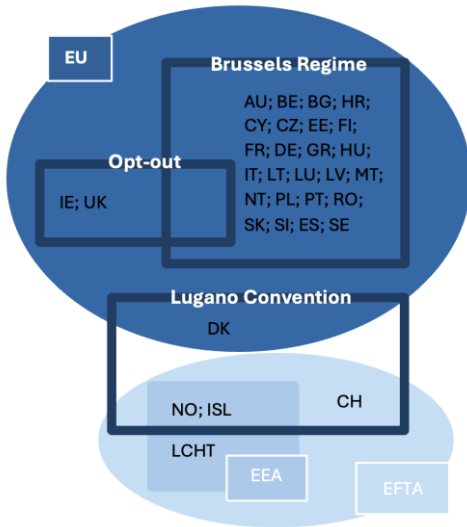 EU
Brussels Regime
AU; BE; BG; HR;
CY; CZ; EE; FI;
FR; DE; GR; HU;
IT; LT; LU; LV; MT;
NT; PL; PT; RO;
SK; SI; ES; SE
Opt-out
IE; UK
Lugano Convention
DK
NO; ISL
CH
LCHT
EEA
EFTA